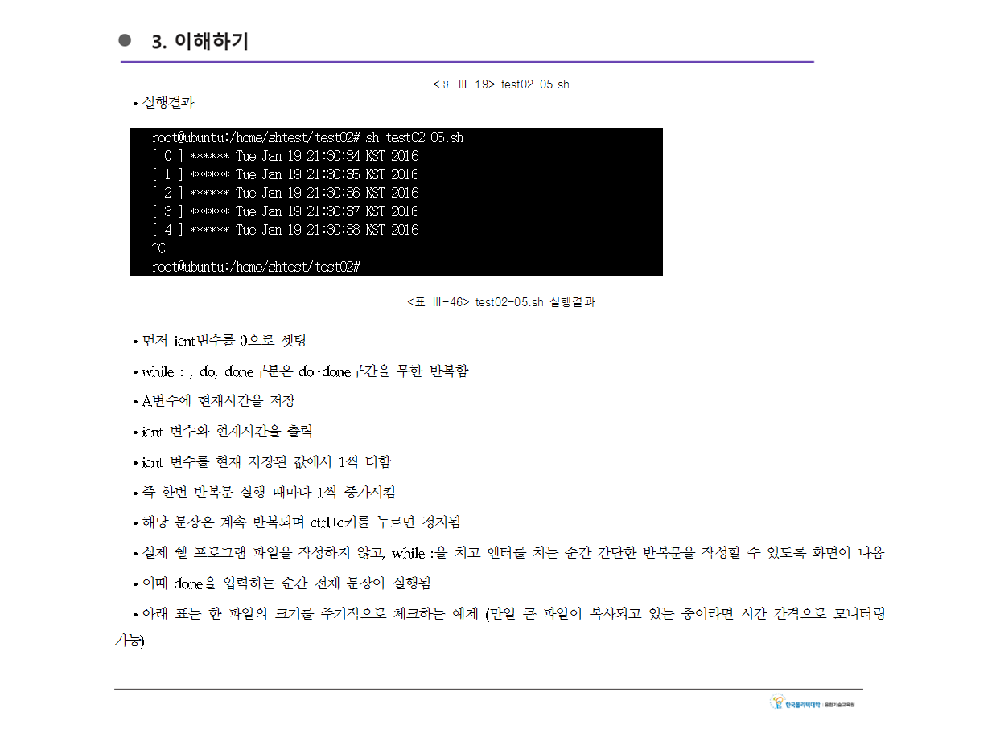 ● 3. 이해하기
<표 III-19> test02-05.sh
• 실행결과
root@ubuntu:/home/shtest/test02# sh test02-05.sh
[ 0 ] ****** Tue Jan 19 21:30:34 KST 2016
[ 1 ] ****** Tue Jan 19 21:30:35 KST 2016
[ 2 ] ****** Tue Jan 19 21:30:36 KST 2016
[ 3 ] ****** Tue Jan 19 21:30:37 KST 2016
[ 4 ] ****** Tue Jan 19 21:30:38 KST 2016
^C
root@ubuntu:/home/shtest/test02#
<표 III-46> test02-05.sh 실행결과
• 먼저 icnt변수를 0으로 셋팅
• while : , do, done구분은 do~done구간을 무한 반복함
• A변수에 현재시간을 저장
• icnt 변수와 현재시간을 출력
• icnt 변수를 현재 저장된 값에서 1씩 더함
• 즉 한번 반복문 실행 때마다 1씩 증가시킴
• 해당 문장은 계속 반복되며 ctrl+c키를 누르면 정지됨
• 실제 쉘 프로그램 파일을 작성하지 않고, while :을 치고 엔터를 치는 순간 간단한 반복문을 작성할 수 있도록 화면이 나옴
• 이때 done을 입력하는 순간 전체 문장이 실행됨
• 아래 표는 한 파일의 크기를 주기적으로 체크하는 예제 (만일 큰 파일이 복사되고 있는 중이라면 시간 간격으로 모니터링
가능)
한국폴리텍대학 융합기술교육원